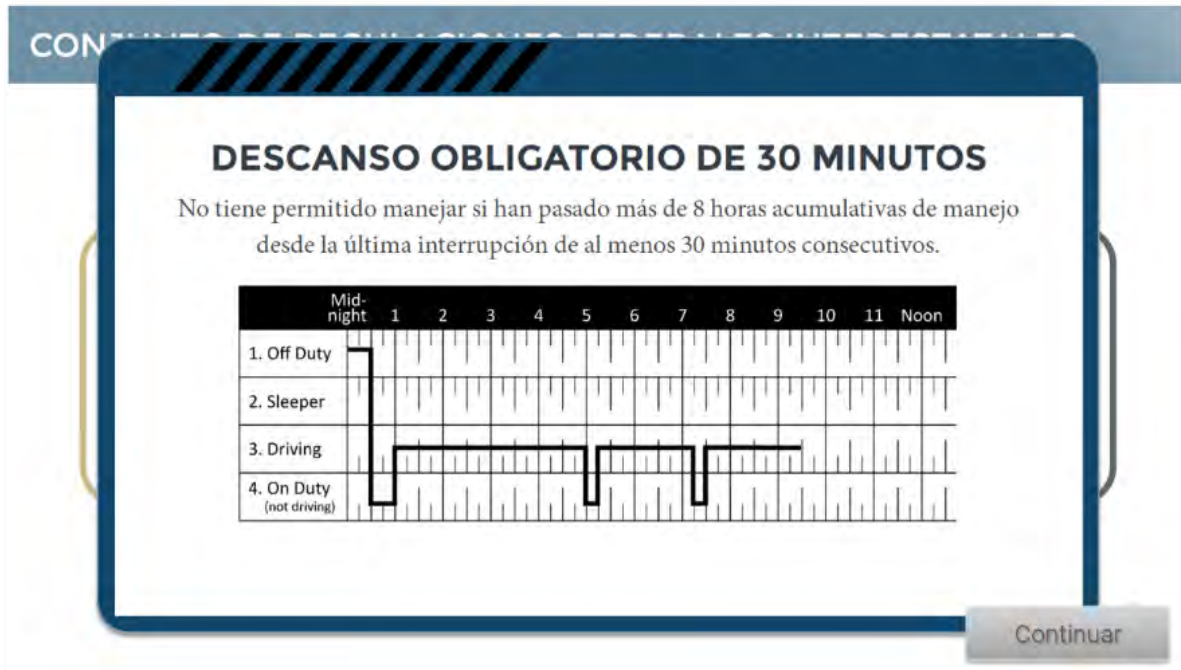 CON
DESCANSO OBLIGATORIO DE 30 MINUTOS
No tiene permitido manejar si han pasado más de 8 horas acumulativas de manejo
desde la última interrupción de al menos 30 minutos consecutivos.
Mid-
night 1 2 3 4 5 6 7 8 9 10 11 Noon
1. Off Duty
2. Sleeper
3. Driving
4. On Duty
(not driving)
Continuar